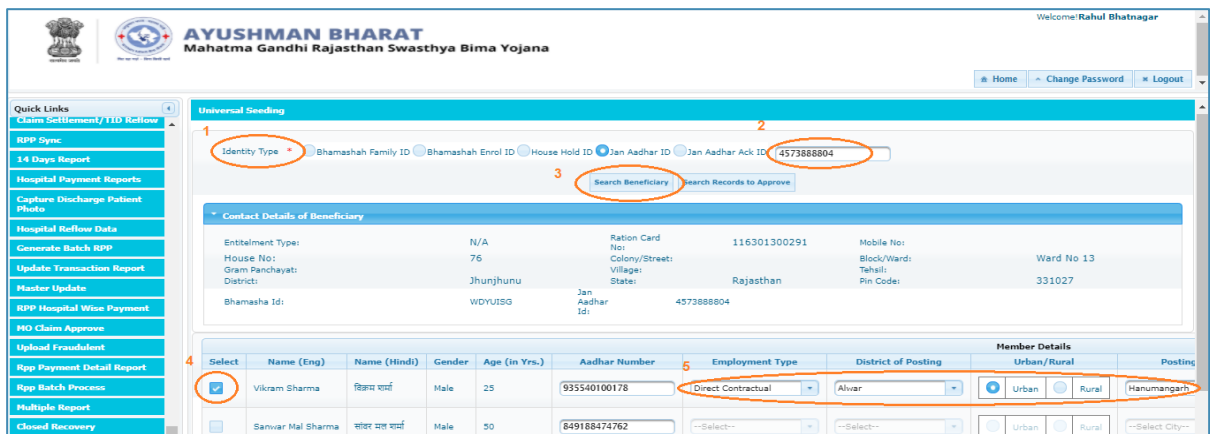 Welcome!Rahul Bhatnagar
AYUSHMAN BHARAT
Mahatma Gandhi Rajasthan Swasthya Bima Yojana
Home Change Password Logout
Quick Links
Claim Settlement/TID Reflow
RPP Sync
14 Days Report
Hospital Payment Reports
Capture Discharge Patient
Photo
Hospital Reflow Data
Generate Batch RPP
Update Transaction Report
Master Update
RPP Hospital Wise Payment
MO Claim Approve
Upload Fraudulent
Rpp Payment Detail Report
Rpp Batch Process
Multiple Report
Closed Recovery
Universal Seeding
1 2
Identity Type * Bhamashah Family ID Bhamashah Enrol ID House Hold ID Jan Aadhar ID Jan Aadhar Ack ID 4573888804
3
Search Beneficiary Search Records to Approve
Contact Details of Beneficiary
Entitelment Type: N/A Ration Card No: 116301300291 Mobile No:
House No: 76 Colony/Street: Block/Ward: Ward No 13
Gram Panchayat: Village: Tehsil:
District: Jhunjhunu State: Rajasthan Pin Code: 331027
Bhamasha Id: WDYUISG Jan Aadhar Id: 4573888804
Member Details
4 5
Select Name (Eng) Name (Hindi) Gender Age (in Yrs.) Aadhar Number Employment Type District of Posting Urban/Rural Posting
Vikram Sharma विक्रम शर्मा Male 25 935540100178 Direct Contractual Alwar Urban Rural Hanumangarh
Sanwar Mal Sharma सांवर मल शर्मा Male 50 849188474762 --Select-- --Select-- Urban Rural --Select City--